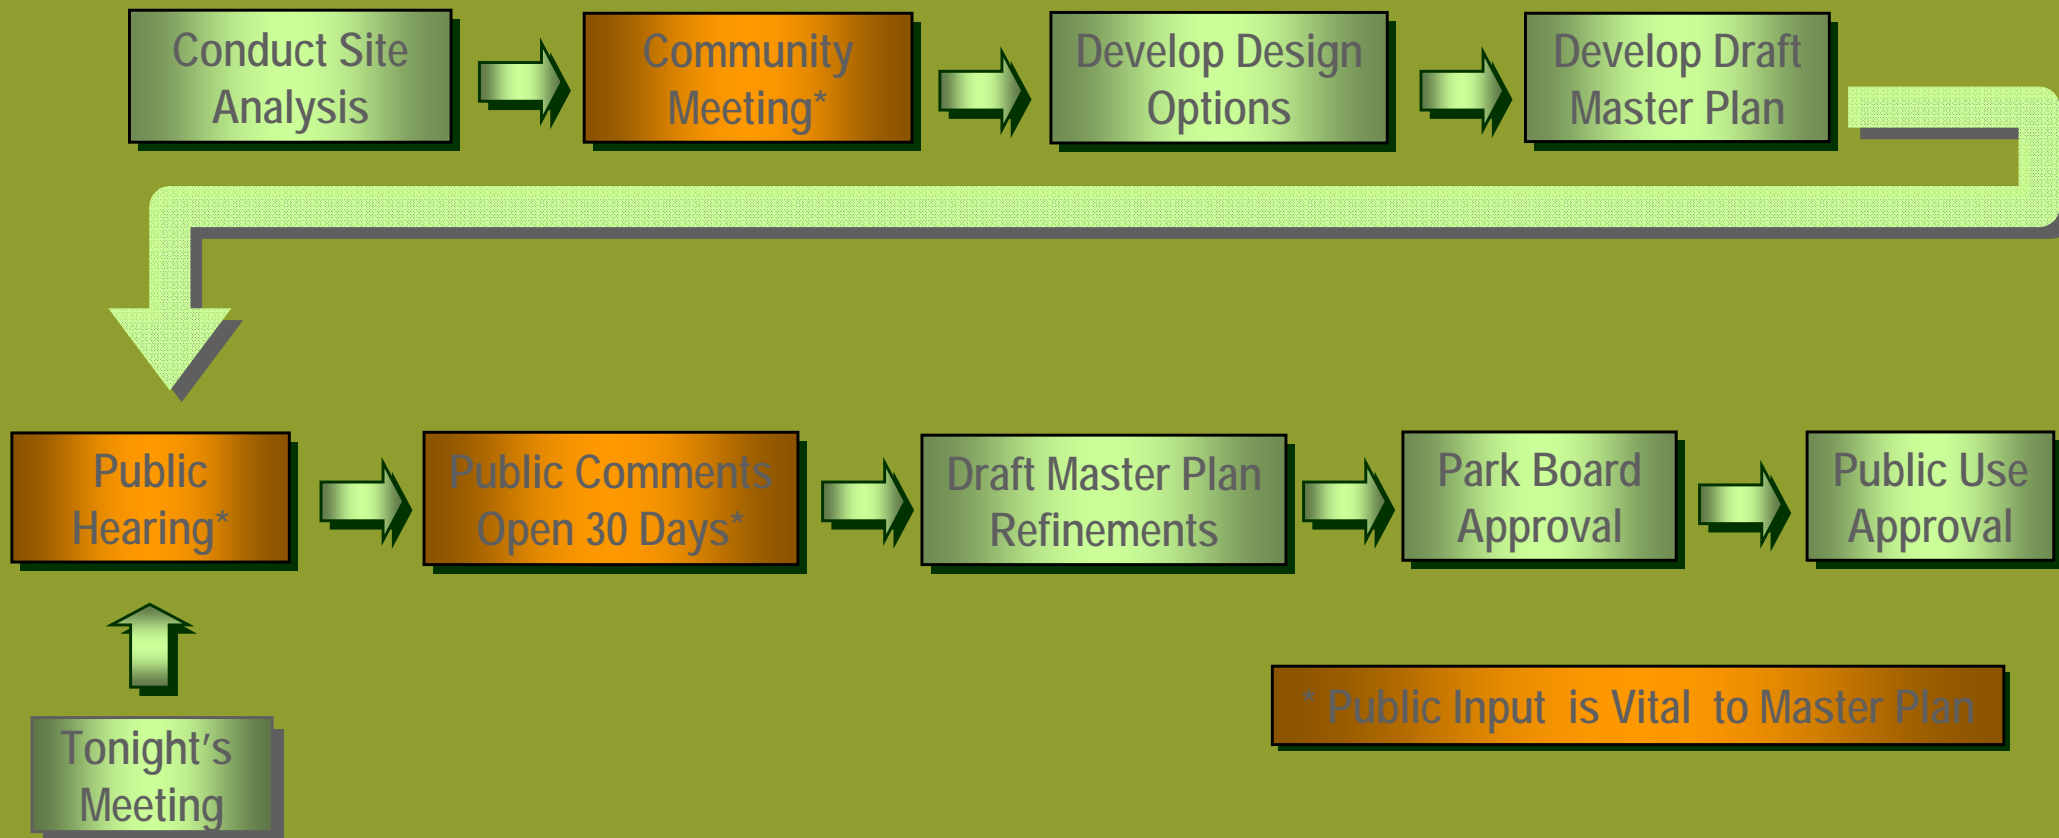 Conduct Site
Analysis
Community
Meeting*
Develop Design
Options
Develop Draft
Master Plan
Public
Hearing*
Public Comments
Open 30 Days*
Draft Master Plan
Refinements
Park Board
Approval
Public Use
Approval
Tonight's
Meeting
* Public Input is Vital to Master Plan